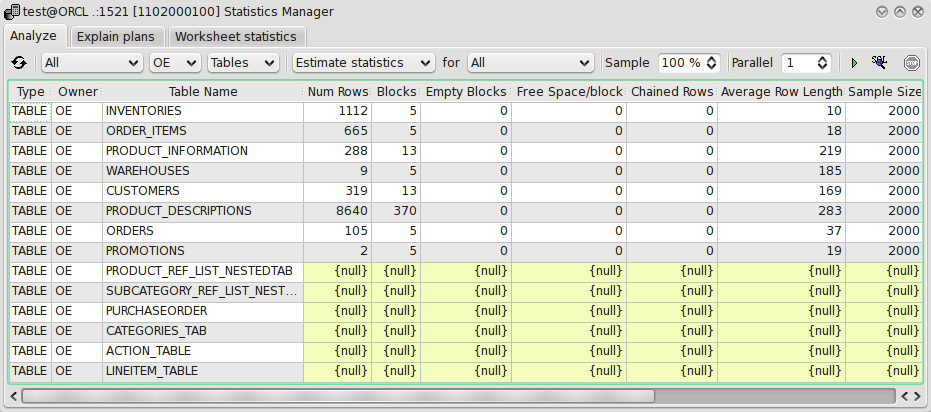 test@ORCL .:1521 [1102000100] Statistics Manager
Analyze Explain plans Worksheet statistics
All OE Tables Estimate statistics for All Sample 100 % Parallel 1 STOP
Type Owner Table Name Num Rows Blocks Empty Blocks Free Space/block Chained Rows Average Row Length Sample Size
TABLE OE INVENTORIES 1112 5 0 0 0 10 2000
TABLE OE ORDER_ITEMS 665 5 0 0 0 18 2000
TABLE OE PRODUCT_INFORMATION 288 13 0 0 0 219 2000
TABLE OE WAREHOUSES 9 5 0 0 0 185 2000
TABLE OE CUSTOMERS 319 13 0 0 0 169 2000
TABLE OE PRODUCT_DESCRIPTIONS 8640 370 0 0 0 283 2000
TABLE OE ORDERS 105 5 0 0 0 37 2000
TABLE OE PROMOTIONS 2 5 0 0 0 19 2000
TABLE OE PRODUCT_REF_LIST_NESTEDTAB {null} {null} {null} {null} {null} {null} {null}
TABLE OE SUBCATEGORY_REF_LIST_NEST... {null} {null} {null} {null} {null} {null} {null}
TABLE OE PURCHASEORDER {null} {null} {null} {null} {null} {null} {null}
TABLE OE CATEGORIES_TAB {null} {null} {null} {null} {null} {null} {null}
TABLE OE ACTION_TABLE {null} {null} {null} {null} {null} {null} {null}
TABLE OE LINEITEM_TABLE {null} {null} {null} {null} {null} {null} {null}